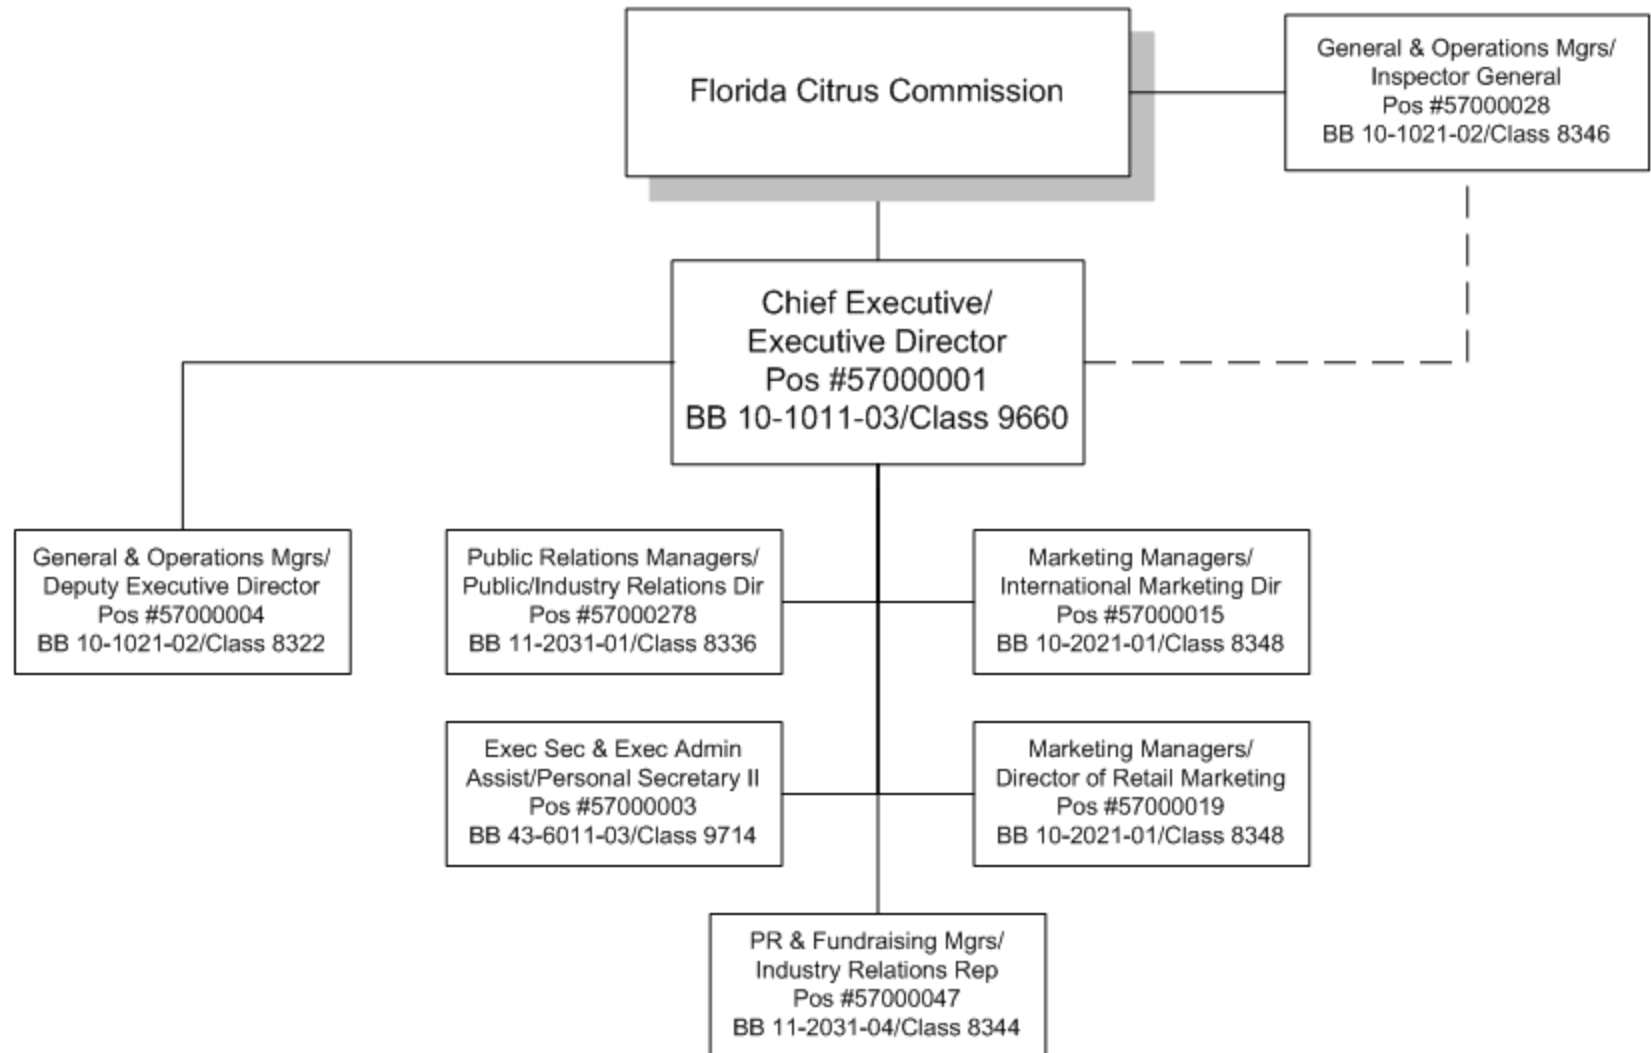 Florida Citrus Commission
General & Operations Mgrs/
Inspector General
Pos #57000028
BB 10-1021-02/Class 8346
Chief Executive/
Executive Director
Pos #57000001
BB 10-1011-03/Class 9660
General & Operations Mgrs/
Deputy Executive Director
Pos #57000004
BB 10-1021-02/Class 8322
Public Relations Managers/
Public/Industry Relations Dir
Pos #57000278
BB 11-2031-01/Class 8336
Marketing Managers/
International Marketing Dir
Pos #57000015
BB 10-2021-01/Class 8348
Exec Sec & Exec Admin
Assist/Personal Secretary II
Pos #57000003
BB 43-6011-03/Class 9714
Marketing Managers/
Director of Retail Marketing
Pos #57000019
BB 10-2021-01/Class 8348
PR & Fundraising Mgrs/
Industry Relations Rep
Pos #57000047
BB 11-2031-04/Class 8344